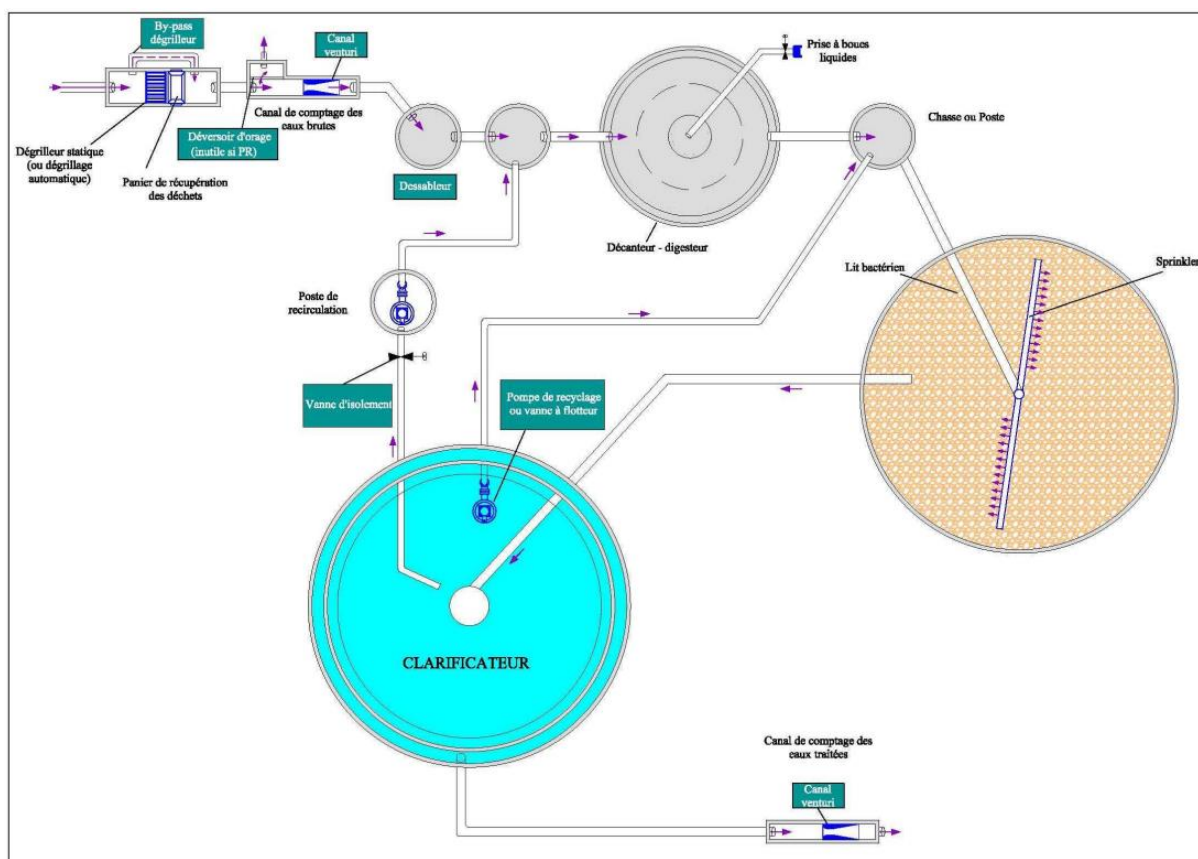 By-pass
dégrilleur
Canal
venturi
Prise à boues
liquides
Canal de comptage des
eaux brutes
Déversoir d'orage
(inutile si PR)
Chasse ou Poste
Dégrilleur statique
(ou dégrillage
automatique)
Panier de récupération
des déchets
Dessableur
Décanteur - digesteur
Lit bactérien
Sprinkler
Poste de
recirculation
Vanne d'isolement
Pompe de recyclage
ou vanne à flotteur
CLARIFICATEUR
Canal de comptage des
eaux traitées
Canal
venturi